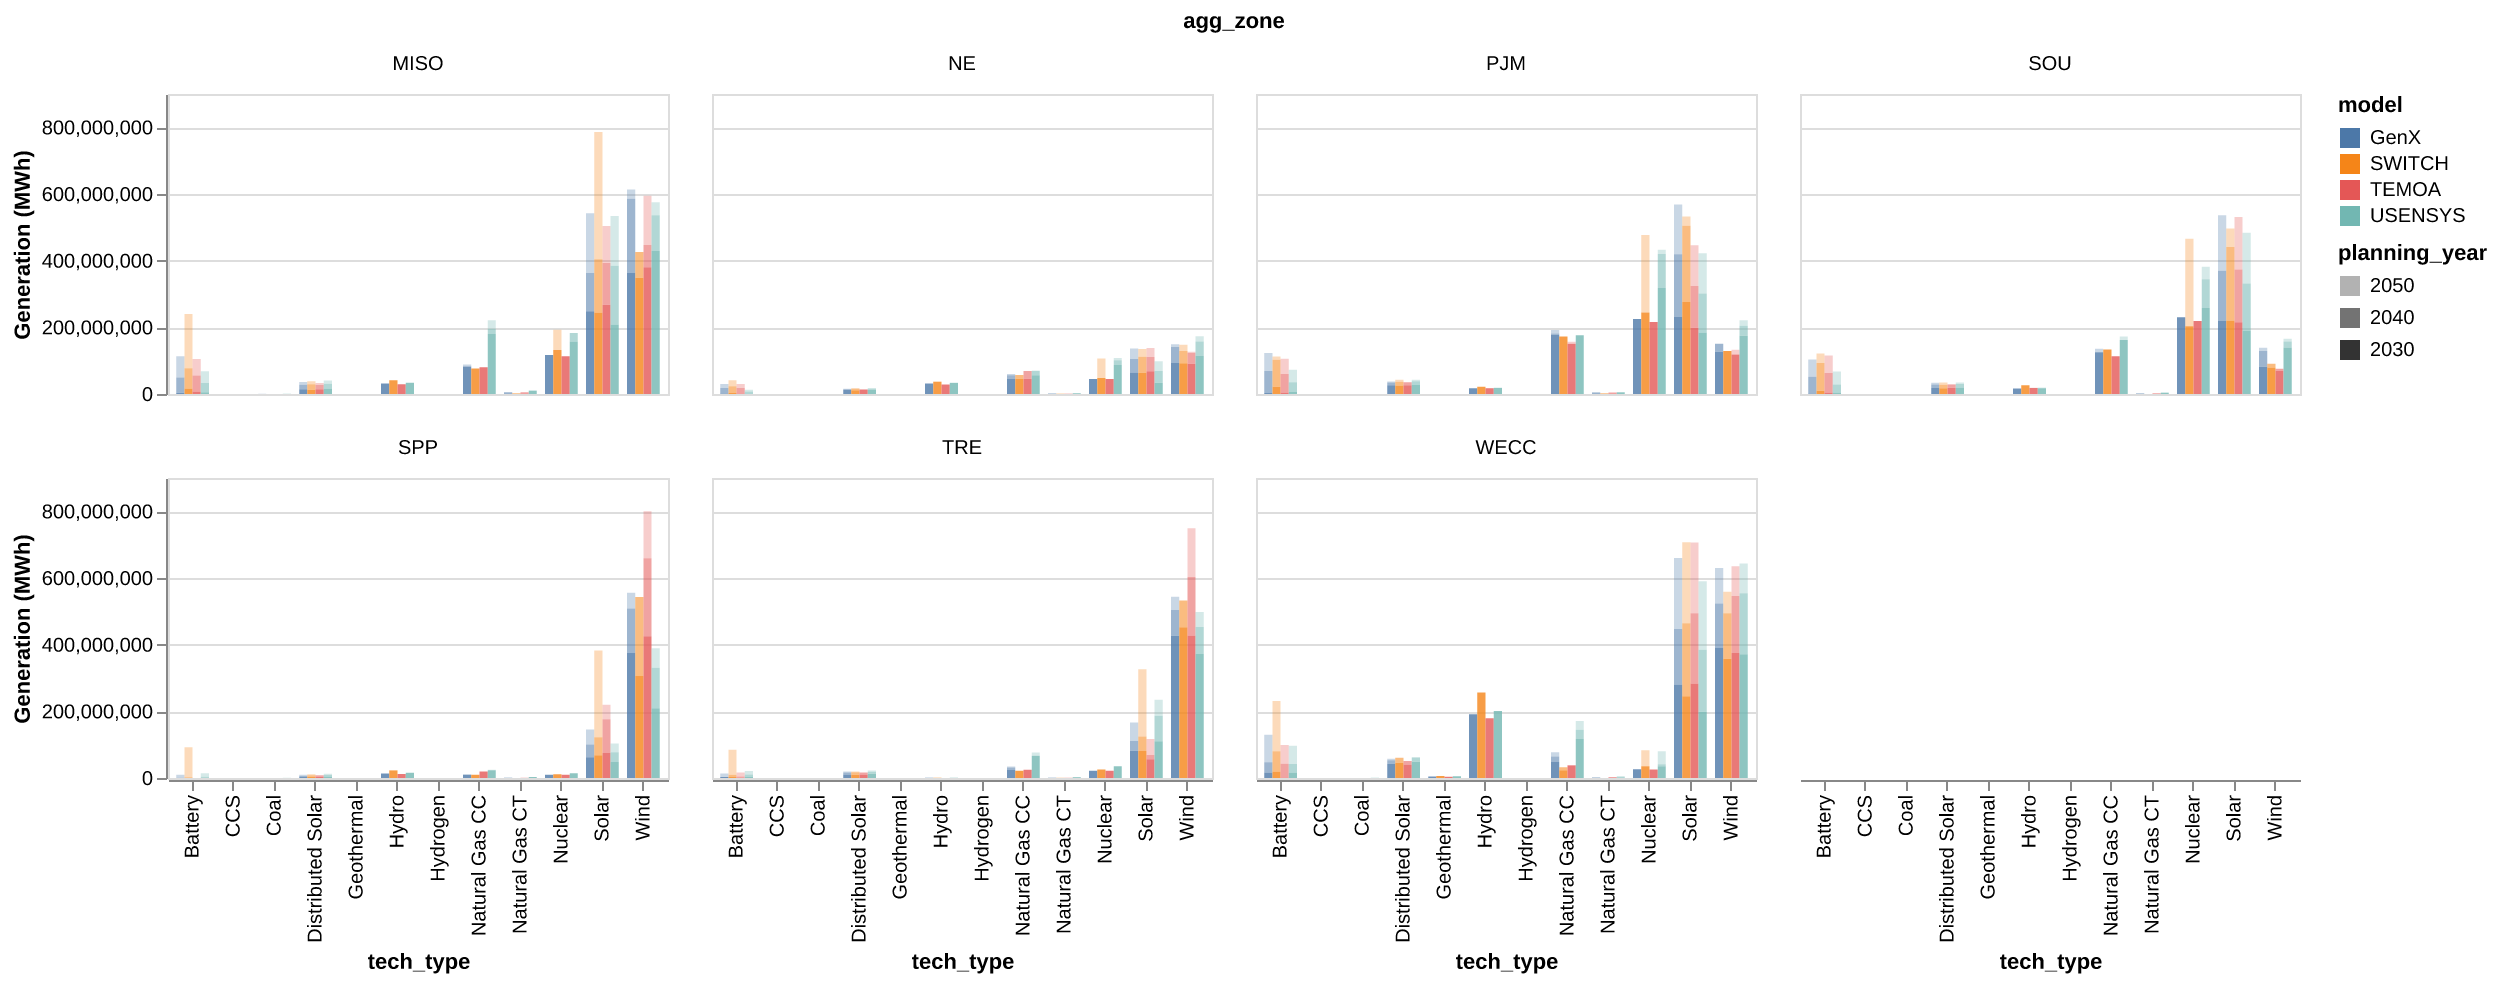 agg_zone
MISO
NE
PJM
SOU
800,000,000
600,000,000
400,000,000
200,000,000
0
Generation (MWh)
model
GenX
SWITCH
TEMOA
USENSYS
planning_year
2050
2040
2030
SPP
TRE
WECC
800,000,000
600,000,000
400,000,000
200,000,000
0
Generation (MWh)
Battery
CCS
Coal
Distributed Solar
Geothermal
Hydro
Hydrogen
Natural Gas CC
Natural Gas CT
Nuclear
Solar
Wind
Battery
CCS
Coal
Distributed Solar
Geothermal
Hydro
Hydrogen
Natural Gas CC
Natural Gas CT
Nuclear
Solar
Wind
Battery
CCS
Coal
Distributed Solar
Geothermal
Hydro
Hydrogen
Natural Gas CC
Natural Gas CT
Nuclear
Solar
Wind
Battery
CCS
Coal
Distributed Solar
Geothermal
Hydro
Hydrogen
Natural Gas CC
Natural Gas CT
Nuclear
Solar
Wind
tech_type
tech_type
tech_type
tech_type